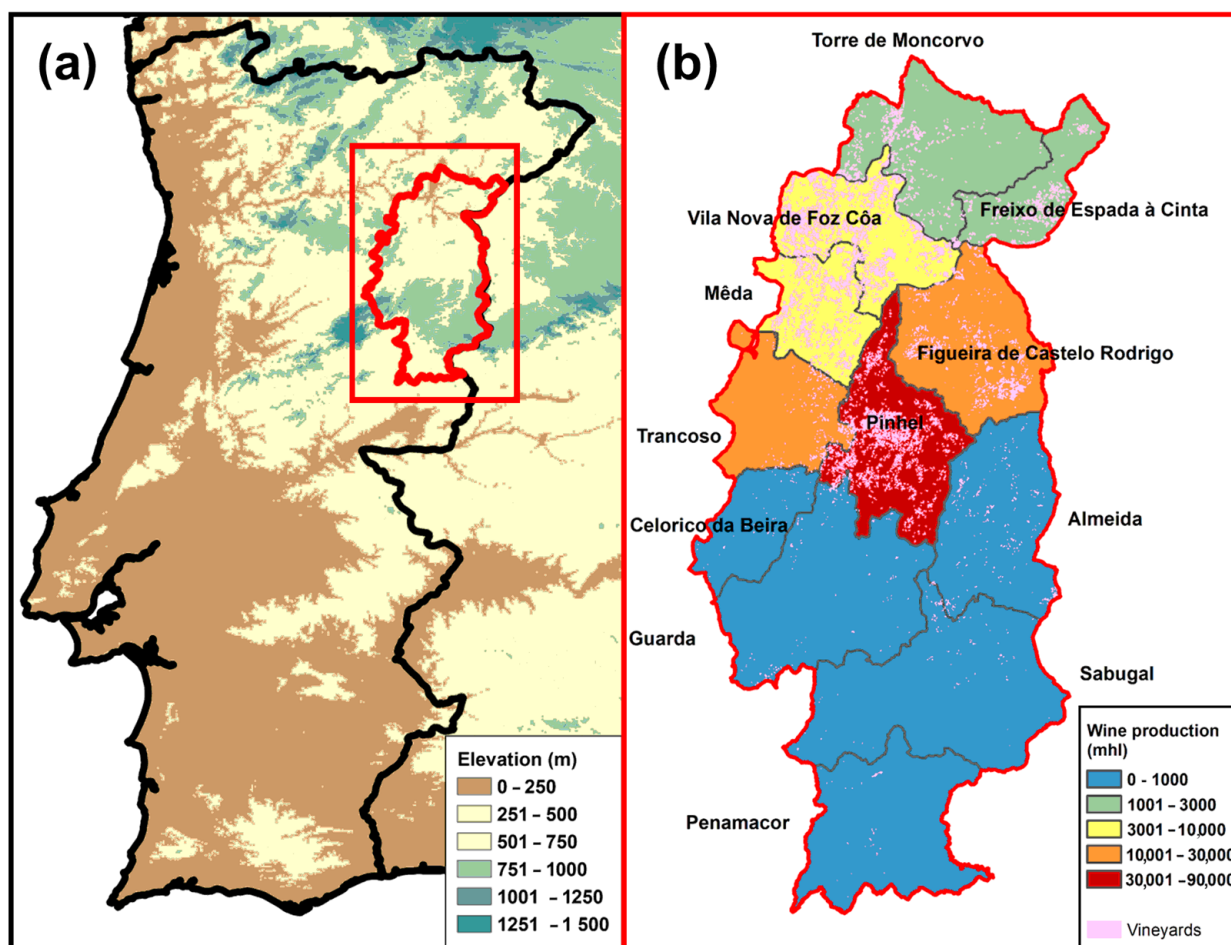 (a)
Elevation (m)
0 – 250
251 – 500
501 – 750
751 – 1000
1001 – 1250
1251 – 1 500
(b)
Torre de Moncorvo
Freixo de Espada à Cinta
Vila Nova de Foz Côa
Mêda
Figueira de Castelo Rodrigo
Trancoso
Pinhel
Celorico da Beira
Almeida
Guarda
Sabugal
Penamacor
Wine production
(mhl)
0 - 1000
1001 – 3000
3001 – 10,000
10,001 – 30,000
30,001 – 90,000
Vineyards